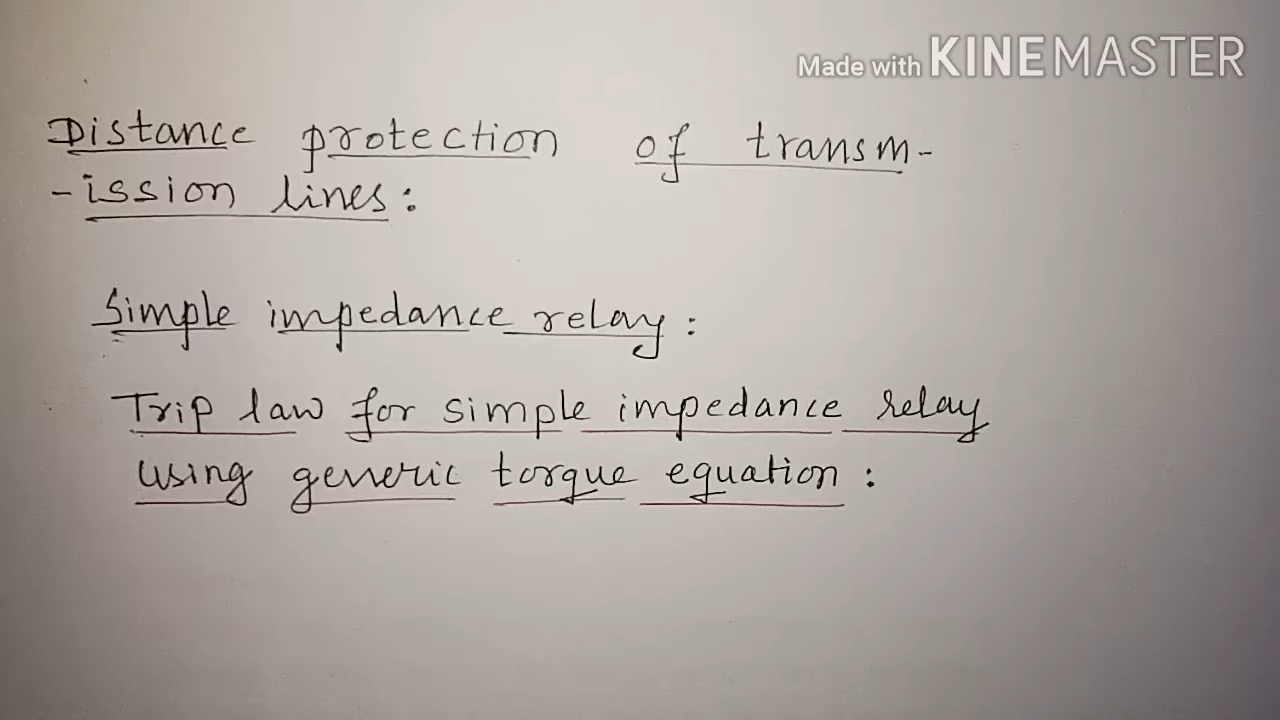 Made with KINEMASTER
Distance protection of transm-
-ission lines:
Simple impedance relay:
Trip law for simple impedance relay
using generic torque equation: